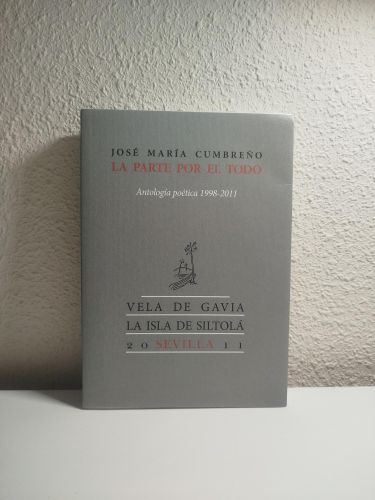 JOSÉ MARÍA CUMBREÑO
LA PARTE POR EL TODO
Antología poética 1998-2011
VELA DE GAVIA
LA ISLA DE SILTOLÁ
20 SEVILLA 11